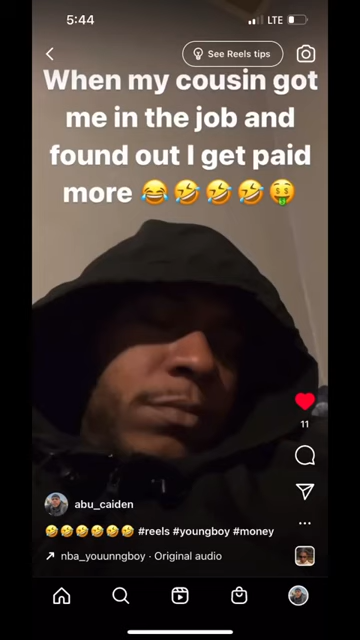 5:44
LTE
See Reels tips
When my cousin got
me in the job and
found out I get paid
more 😂🤣🤣🤣🤑
11
abu_caiden
🤣🤣🤣🤣🤣🤣 #reels #youngboy #money
nba_youunngboy · Original audio